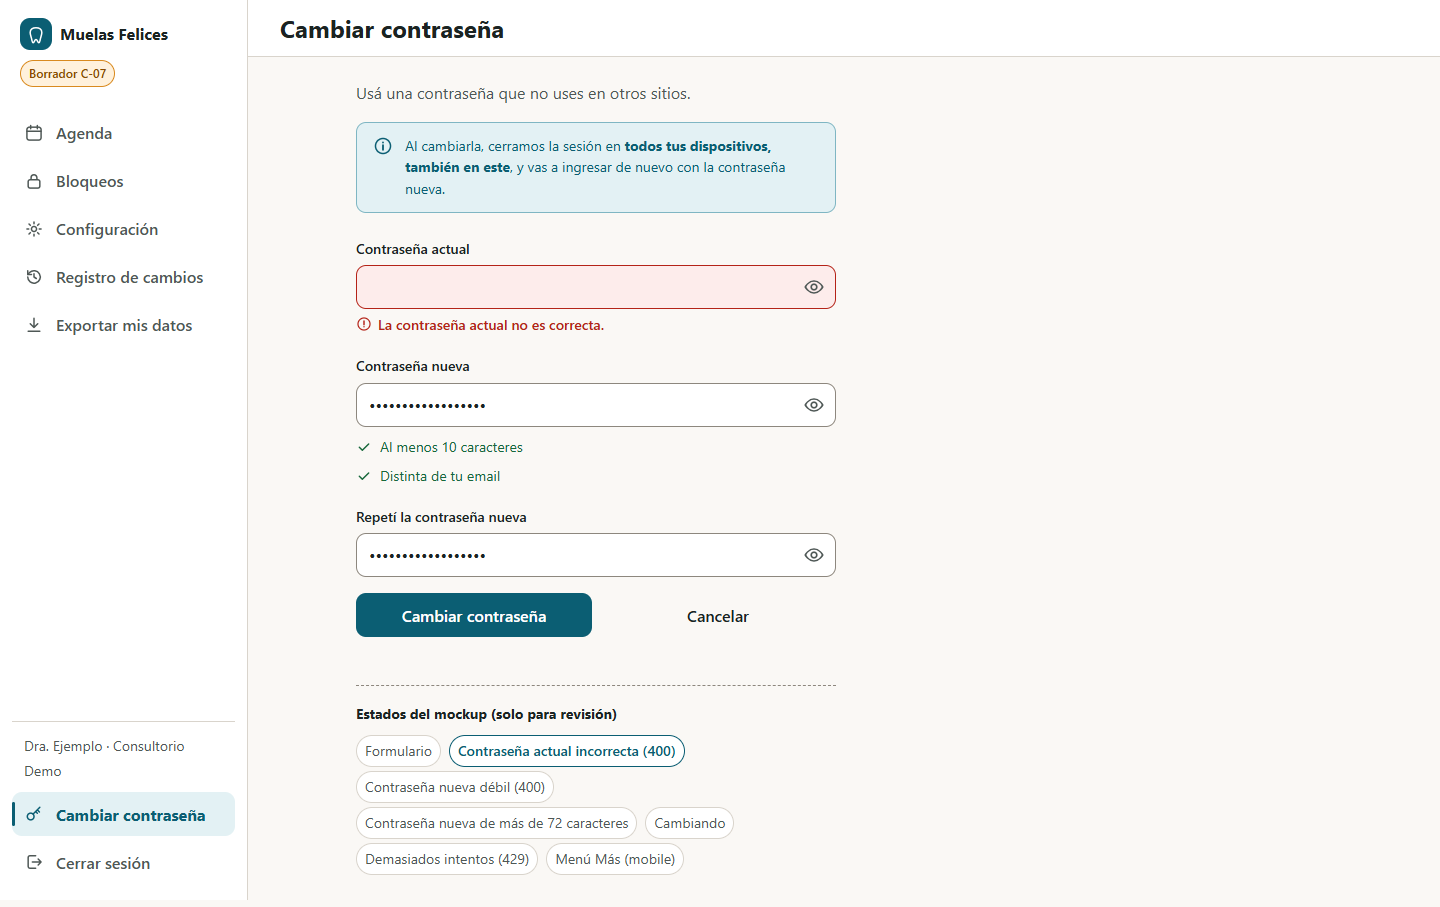 Muelas Felices
Borrador C-07
Agenda
Bloqueos
Configuración
Registro de cambios
Exportar mis datos
Dra. Ejemplo · Consultorio
Demo
Cambiar contraseña
Cerrar sesión
Cambiar contraseña
Usá una contraseña que no uses en otros sitios.
Al cambiarla, cerramos la sesión en todos tus dispositivos,
también en este, y vas a ingresar de nuevo con la contraseña
nueva.
Contraseña actual
La contraseña actual no es correcta.
Contraseña nueva
••••••••••••••••••
Al menos 10 caracteres
Distinta de tu email
Repetí la contraseña nueva
••••••••••••••••••
Cambiar contraseña
Cancelar
Estados del mockup (solo para revisión)
Formulario
Contraseña actual incorrecta (400)
Contraseña nueva débil (400)
Contraseña nueva de más de 72 caracteres
Cambiando
Demasiados intentos (429)
Menú Más (mobile)